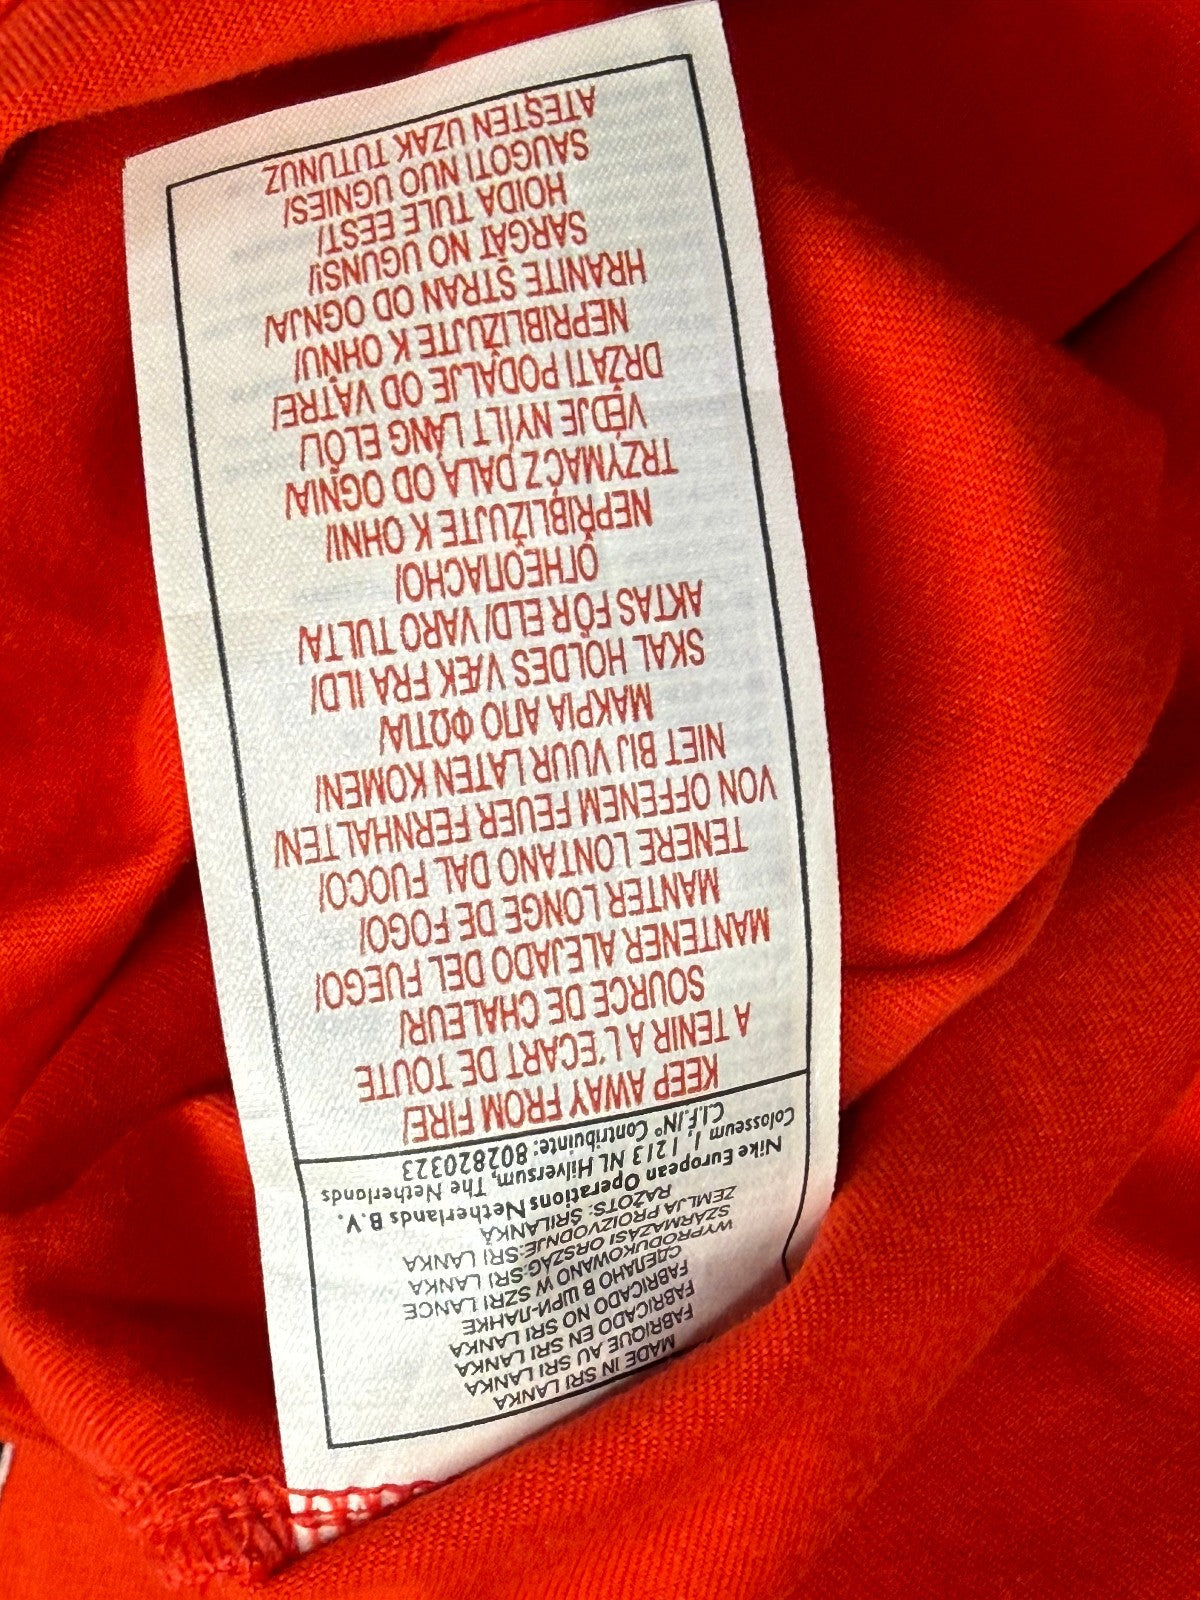 MADE IN SRI LANKA
FABRIQUE AU SRI LANKA
FABRICADO EN SRI LANKA
FABRICADO NO SRI LANKA
СДЕЛАНО В ШРИ-ЛАНКЕ
WYPRODUKOWANO W SZRI LANCE
SZÁRMAZÁSI ORSZÁG:SRI LANKA
ZEMLJA PROIZVODNJE:SRI LANKA
RAŽOTS: ŠRILANKĀ
Nike European Operations Netherlands B.V.
Colosseum 1, 1213 NL Hilversum, The Netherlands
C.I.F./N° Contribuinte: 802820323
KEEP AWAY FROM FIRE/
A TENIR A L'ECART DE TOUTE
SOURCE DE CHALEUR/
MANTENER ALEJADO DEL FUEGO/
MANTER LONGE DE FOGO/
TENERE LONTANO DAL FUOCO/
VON OFFENEM FEUER FERNHALTEN/
NIET BIJ VUUR LATEN KOMEN/
ΜΑΚΡΙΑ ΑΠΟ ΦΩΤΙΑ/
SKAL HOLDES VÆK FRA ILD/
AKTAS FÖR ELD/ VARO TULTA/
ОГНЕОПАСНО/
NEPŘIBLIŽUJTE K OHNI/
TRZYMAĆ Z DALA OD OGNIA/
VÉDJE NYÍLT LÁNG ELŐL/
DRŽATI PODALJE OD VATRE/
NEPRIBLIŽUJTE K OHNU/
HRANITE STRAN OD OGNJA/
SARGĀT NO UGUNS/
HOIDA TULE EEST/
SAUGOTI NUO UGNIES/
ATEŞTEN UZAK TUTUNUZ